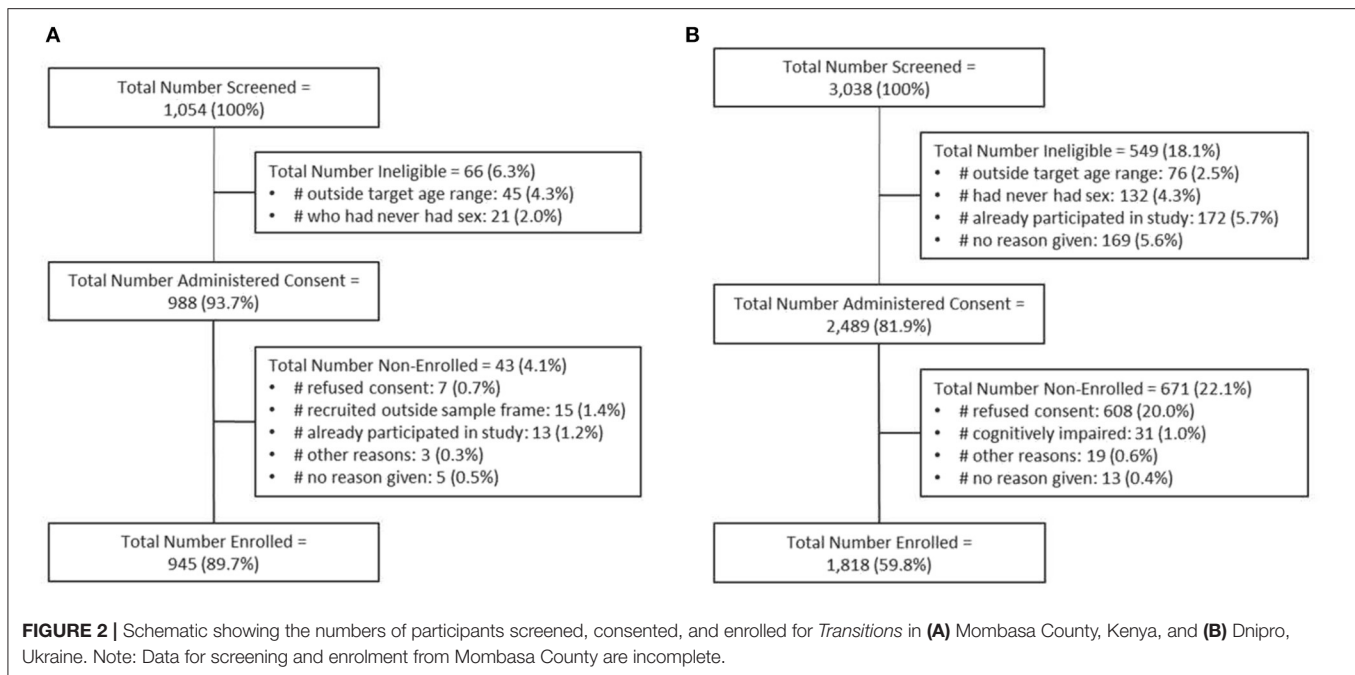 A
Total Number Screened =
1,054 (100%)
Total Number Ineligible = 66 (6.3%)
• # outside target age range: 45 (4.3%)
• # who had never had sex: 21 (2.0%)
Total Number Administered Consent =
988 (93.7%)
Total Number Non-Enrolled = 43 (4.1%)
• # refused consent: 7 (0.7%)
• # recruited outside sample frame: 15 (1.4%)
• # already participated in study: 13 (1.2%)
• # other reasons: 3 (0.3%)
• # no reason given: 5 (0.5%)
Total Number Enrolled =
945 (89.7%)
B
Total Number Screened =
3,038 (100%)
Total Number Ineligible = 549 (18.1%)
• # outside target age range: 76 (2.5%)
• # had never had sex: 132 (4.3%)
• # already participated in study: 172 (5.7%)
• # no reason given: 169 (5.6%)
Total Number Administered Consent =
2,489 (81.9%)
Total Number Non-Enrolled = 671 (22.1%)
• # refused consent: 608 (20.0%)
• # cognitively impaired: 31 (1.0%)
• # other reasons: 19 (0.6%)
• # no reason given: 13 (0.4%)
Total Number Enrolled =
1,818 (59.8%)
FIGURE 2 | Schematic showing the numbers of participants screened, consented, and enrolled for Transitions in (A) Mombasa County, Kenya, and (B) Dnipro,
Ukraine. Note: Data for screening and enrolment from Mombasa County are incomplete.